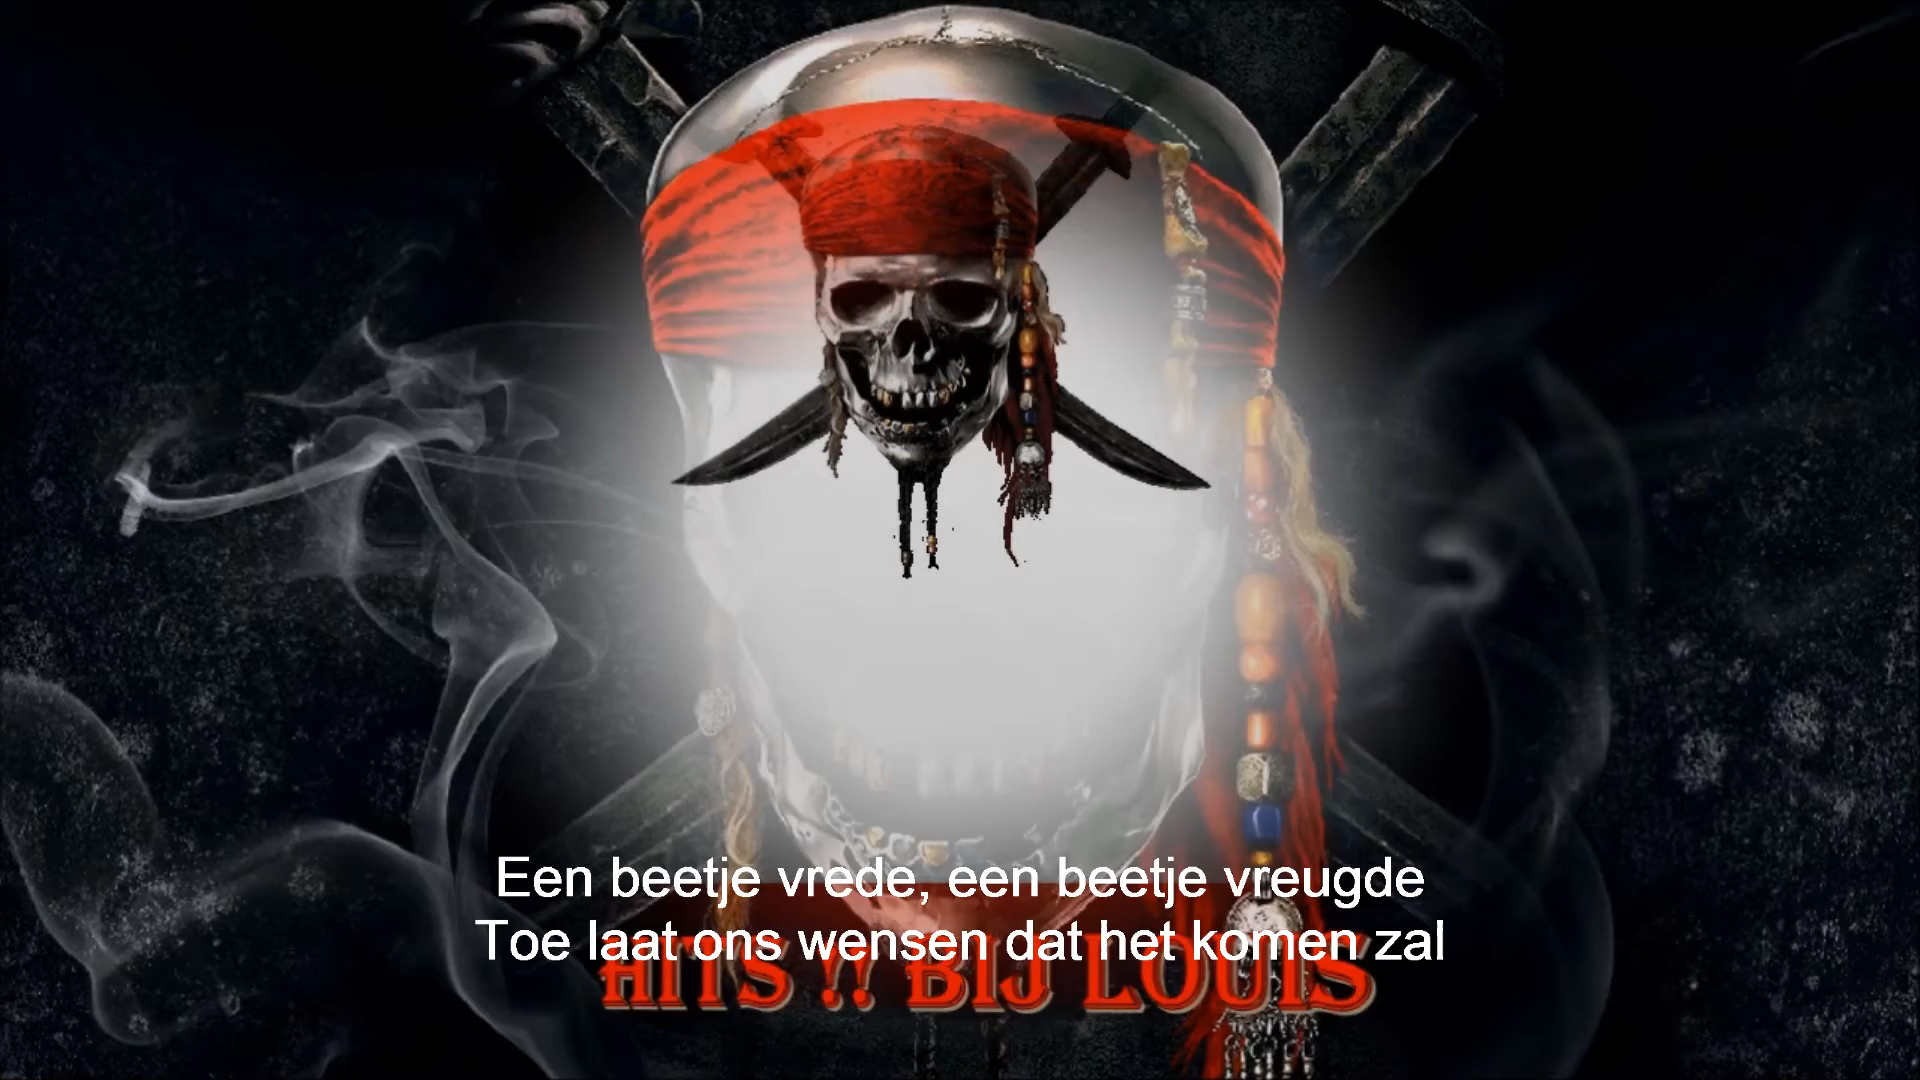 Een beetje vrede, een beetje vreugde
Toe laat ons wensen dat het komen zal
HITS !! BIJ LOUIS